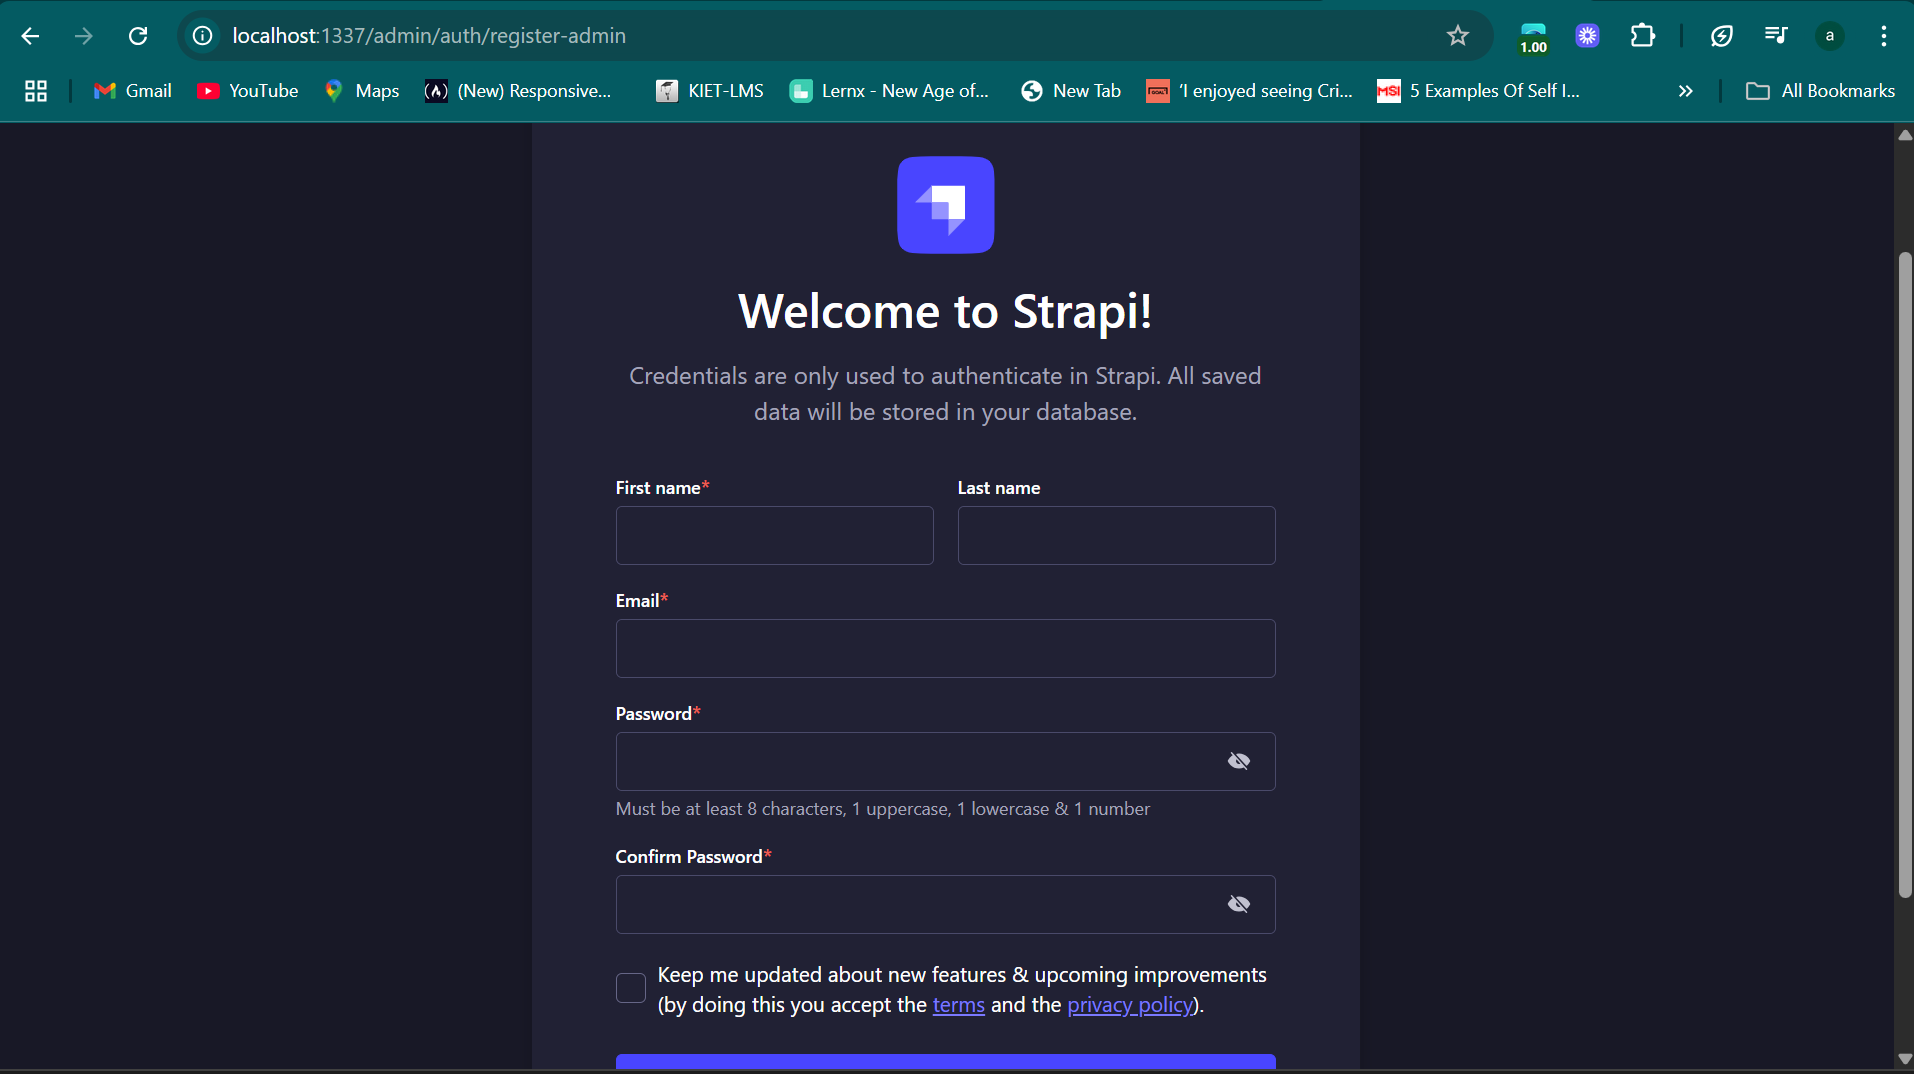 localhost:1337/admin/auth/register-admin
1.00
a
Gmail
YouTube
Maps
(New) Responsive...
KIET-LMS
Lernx - New Age of...
New Tab
GOAL
‘I enjoyed seeing Cri...
MSI
5 Examples Of Self I...
All Bookmarks
Welcome to Strapi!
Credentials are only used to authenticate in Strapi. All saved
data will be stored in your database.
First name*
Last name
Email*
Password*
Must be at least 8 characters, 1 uppercase, 1 lowercase & 1 number
Confirm Password*
Keep me updated about new features & upcoming improvements
(by doing this you accept the terms and the privacy policy).